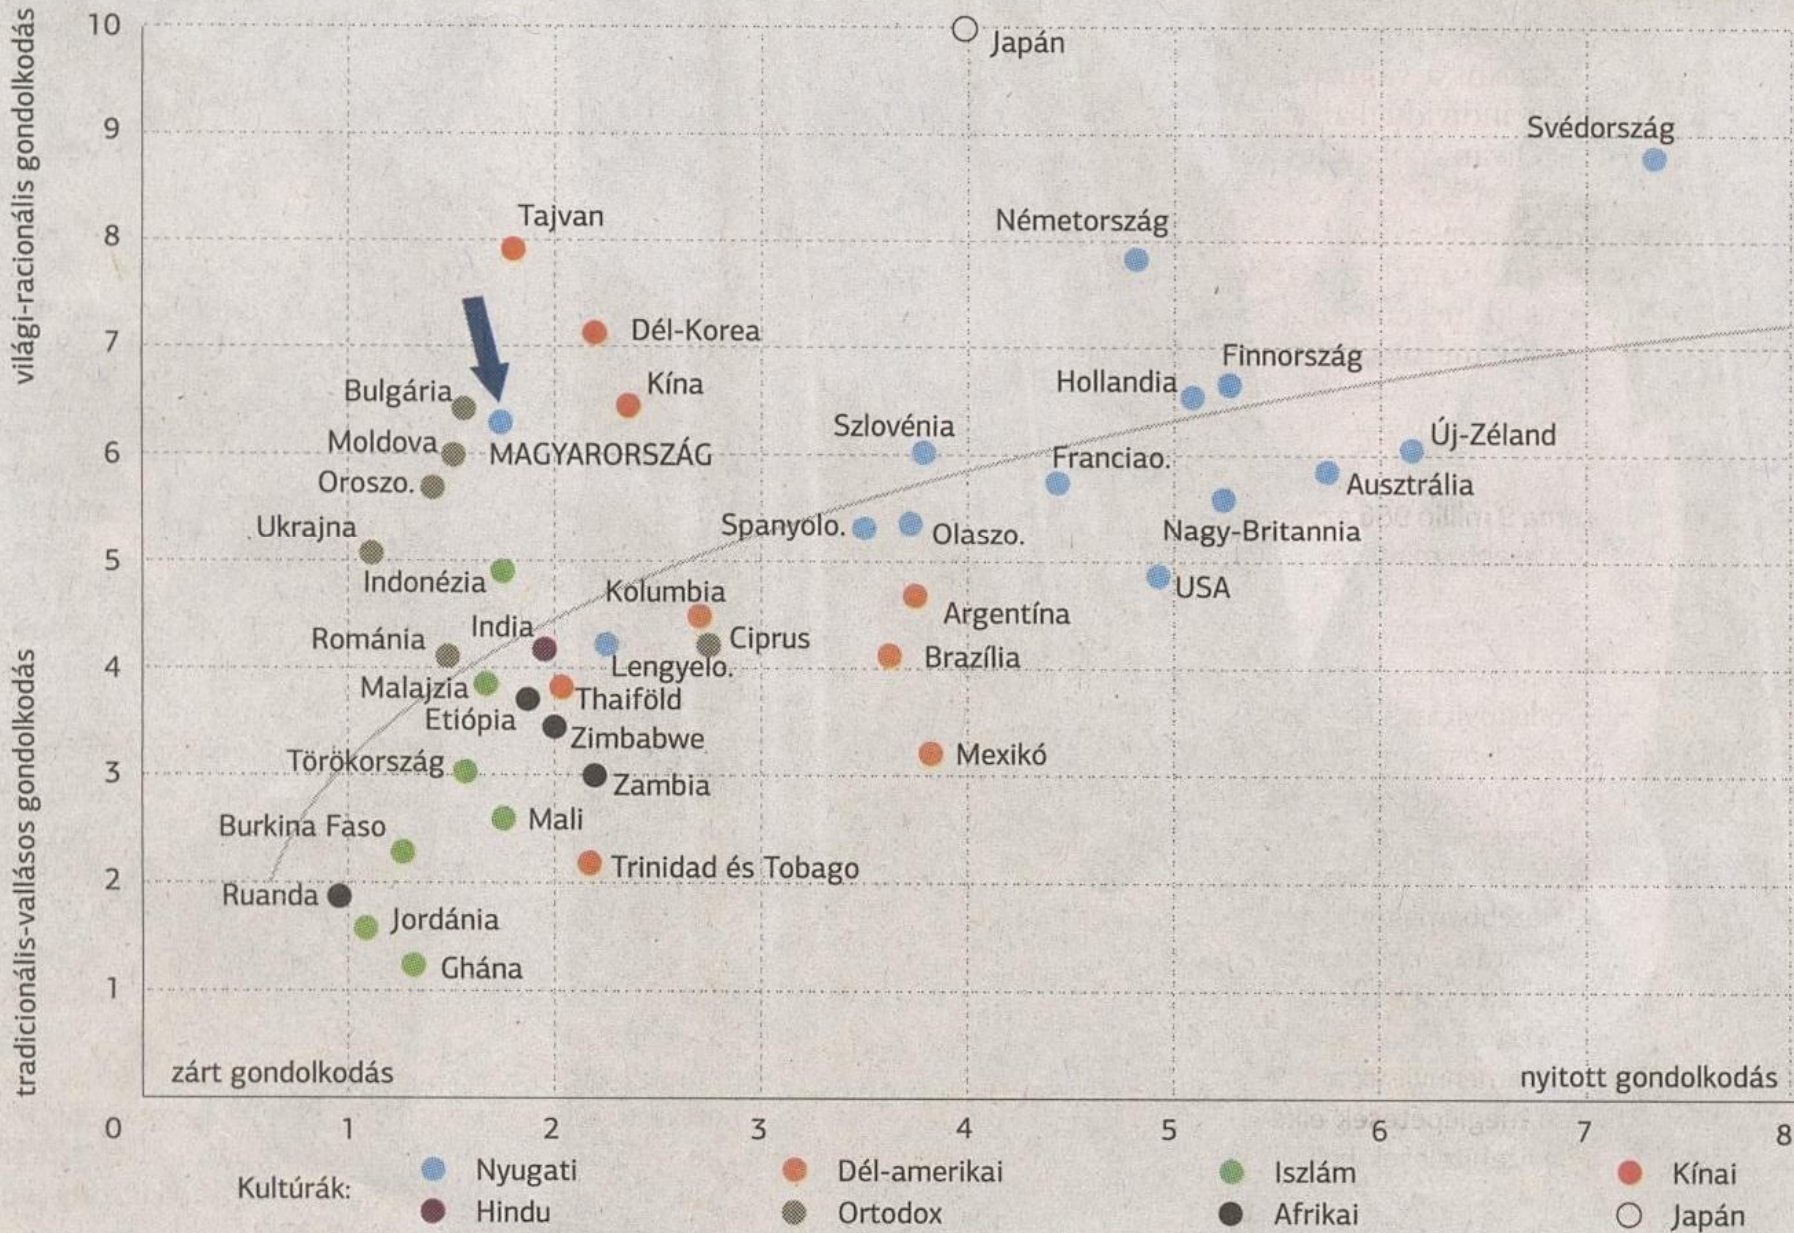 világi-racionális gondolkodás
tradicionális-vallásos gondolkodás
10
9
8
7
6
5
4
3
2
1
0
1
2
3
4
5
6
7
8
Japán
Svédország
Tajvan
Németország
Dél-Korea
Finnország
Kína
Hollandia
Bulgária
Szlovénia
Új-Zéland
Moldova
MAGYARORSZÁG
Franciao.
Oroszo.
Ausztrália
Ukrajna
Spanyolo.
Olaszo.
Nagy-Britannia
Indonézia
Kolumbia
USA
Argentína
India
Románia
Ciprus
Brazília
Lengyelo.
Malajzia
Thaiföld
Etiópia
Zimbabwe
Mexikó
Törökország
Zambia
Burkina Faso
Mali
Trinidad és Tobago
Ruanda
Jordánia
Ghána
zárt gondolkodás
nyitott gondolkodás
Kultúrák:
Nyugati
Dél-amerikai
Iszlám
Kínai
Hindu
Ortodox
Afrikai
Japán